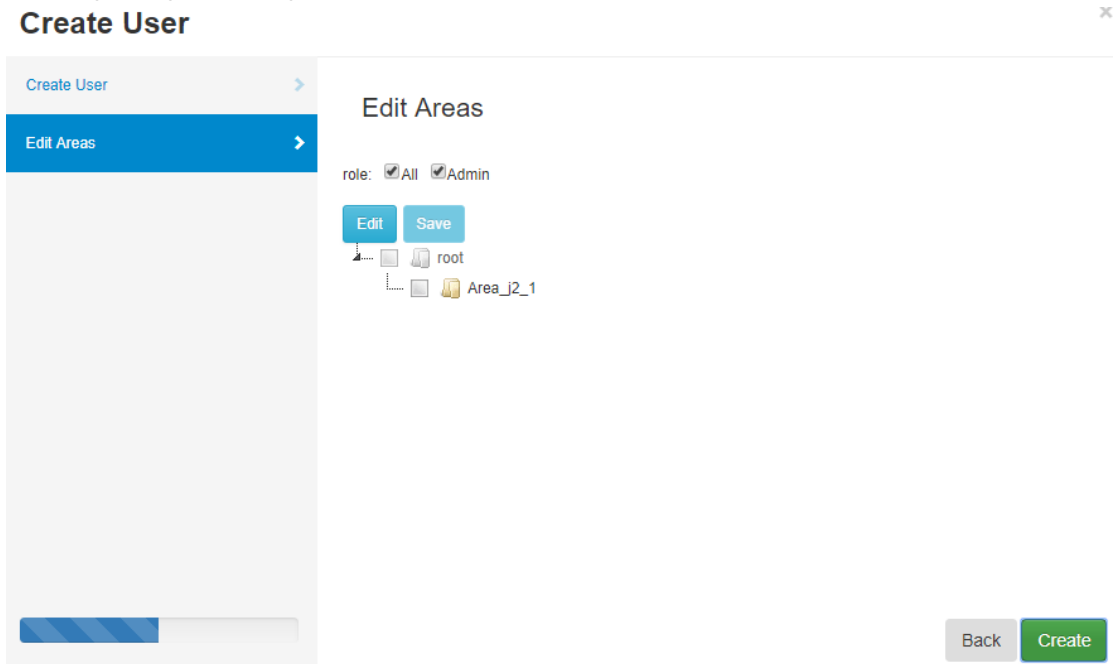 Create User
Create User
Edit Areas
Edit Areas
role: All Admin
Edit Save
root
Area_j2_1
Back Create